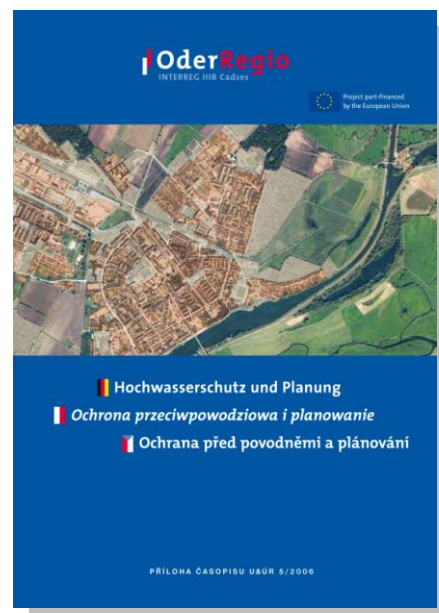 OderRegio
INTERREG IIIB Cadses
Project part-financed
by the European Union
Hochwasserschutz und Planung
Ochrona przeciwpowodziowa i planowanie
Ochrana před povodněmi a plánování
PŘÍLOHA ČASOPISU U&ÚR 5/2006